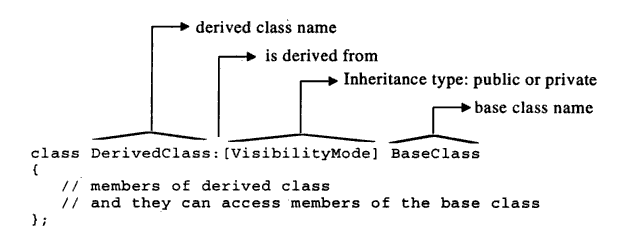 derived class name
is derived from
Inheritance type: public or private
base class name
class DerivedClass:[VisibilityMode] BaseClass
{
// members of derived class
// and they can access members of the base class
};